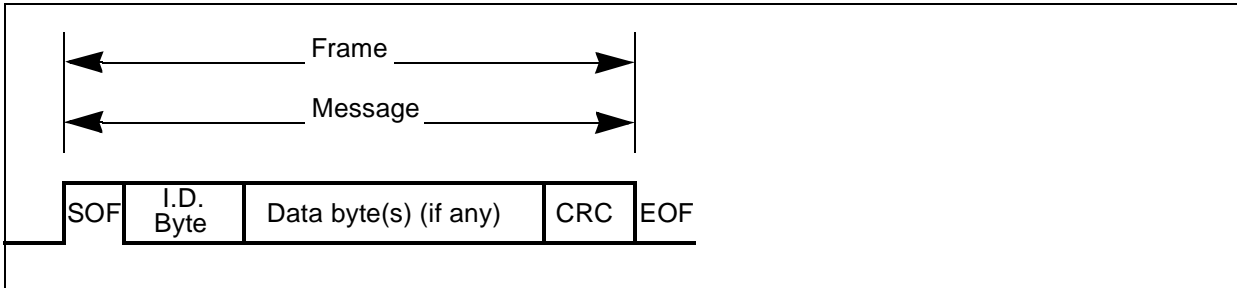 Frame
Message
SOF
I.D.
Byte
Data byte(s) (if any)
CRC
EOF